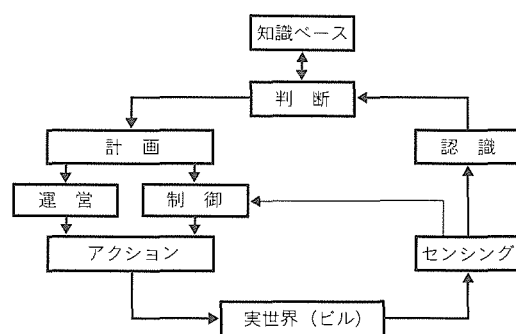 知識ベース
判断
計画
認識
運営
制御
アクション
センシング
実世界（ビル）